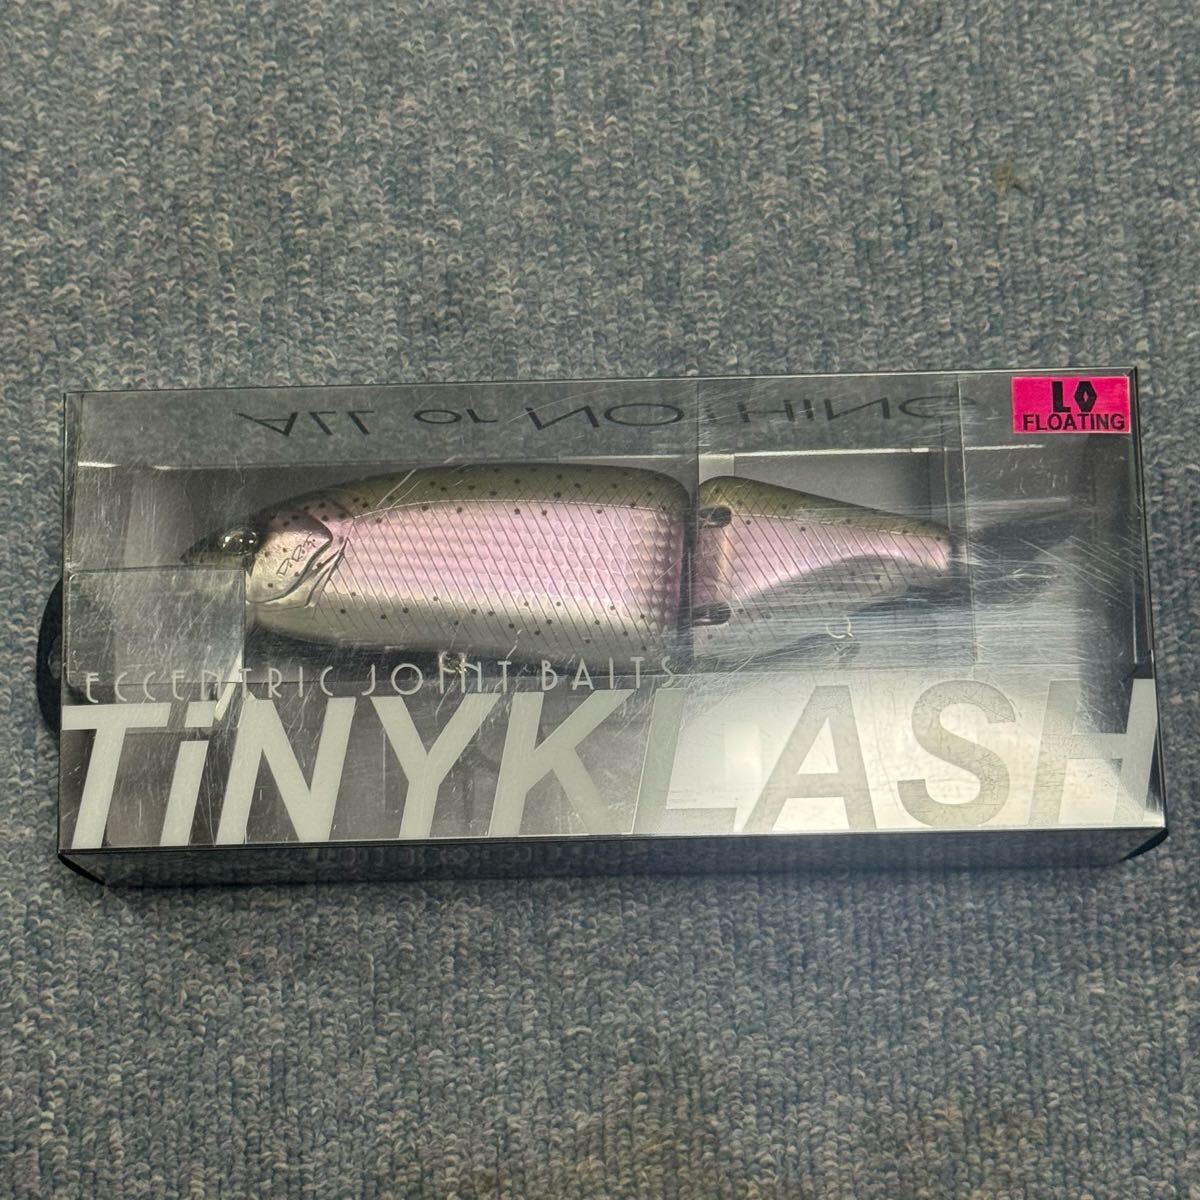 ALL or NOTHING
LO
FLOATING
ECCENTRIC JOINT BAITS
TiNYKLASH